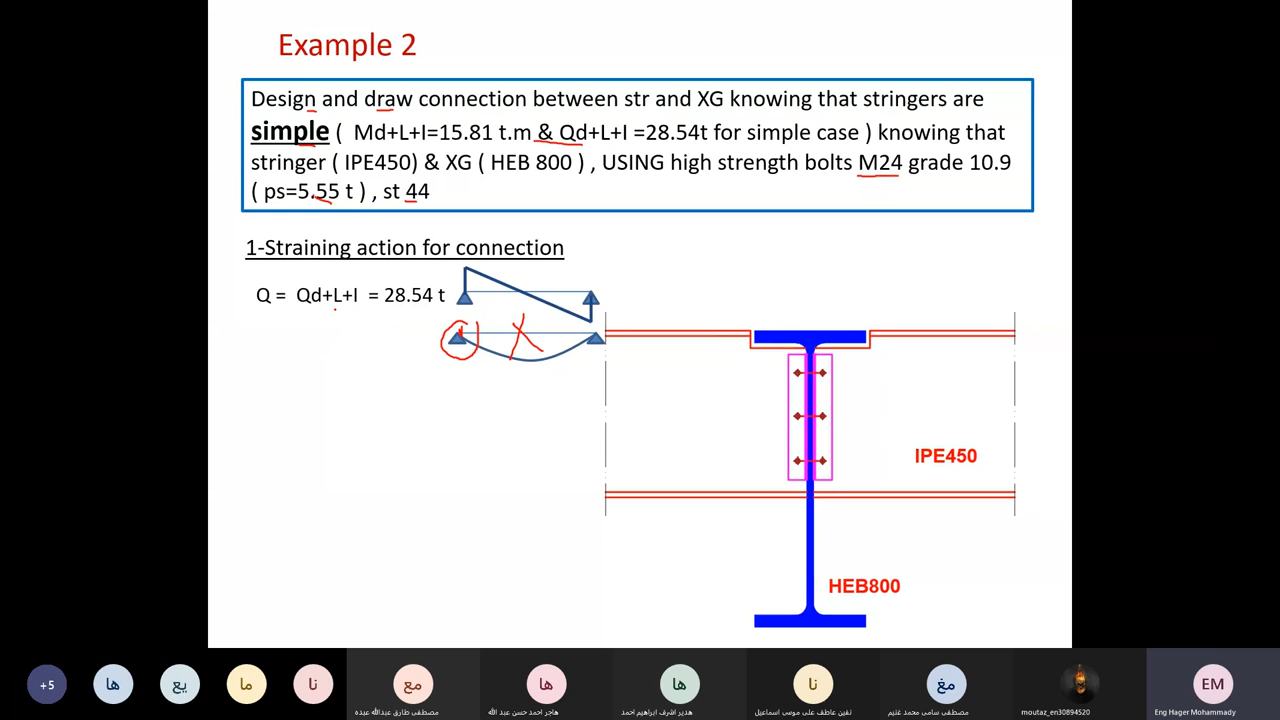 Example 2
Design and draw connection between str and XG knowing that stringers are
simple ( Md+L+I=15.81 t.m & Qd+L+I =28.54t for simple case ) knowing that
stringer ( IPE450) & XG ( HEB 800 ) , USING high strength bolts M24 grade 10.9
( ps=5.55 t ) , st 44
1-Straining action for connection
Q = Qd+L+I = 28.54 t
IPE450
HEB800
+5
ها
يع
ما
نا
مع
ها
ها
نا
مغ
EM
مصطفى طارق عبدالله عبده
هاجر احمد حسن عبد الله
هدير اشرف ابراهيم احمد
نفين عاطف على موسى اسماعيل
مصطفى سامى محمد غنيم
moutaz_en30894520
Eng Hager Mohammady